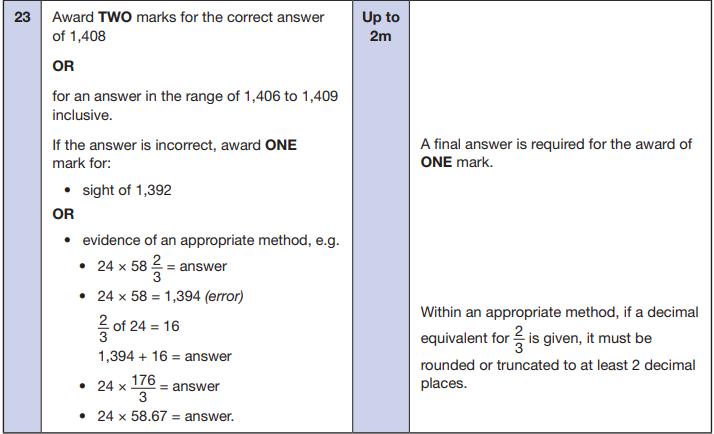 23
Award TWO marks for the correct answer
of 1,408
OR
for an answer in the range of 1,406 to 1,409
inclusive.
If the answer is incorrect, award ONE
mark for:
• sight of 1,392
OR
• evidence of an appropriate method, e.g.
• 24 × 58 2/3 = answer
• 24 × 58 = 1,394 (error)
2/3 of 24 = 16
1,394 + 16 = answer
• 24 × 176/3 = answer
• 24 × 58.67 = answer.
Up to
2m
A final answer is required for the award of
ONE mark.
Within an appropriate method, if a decimal
equivalent for 2/3 is given, it must be
rounded or truncated to at least 2 decimal
places.